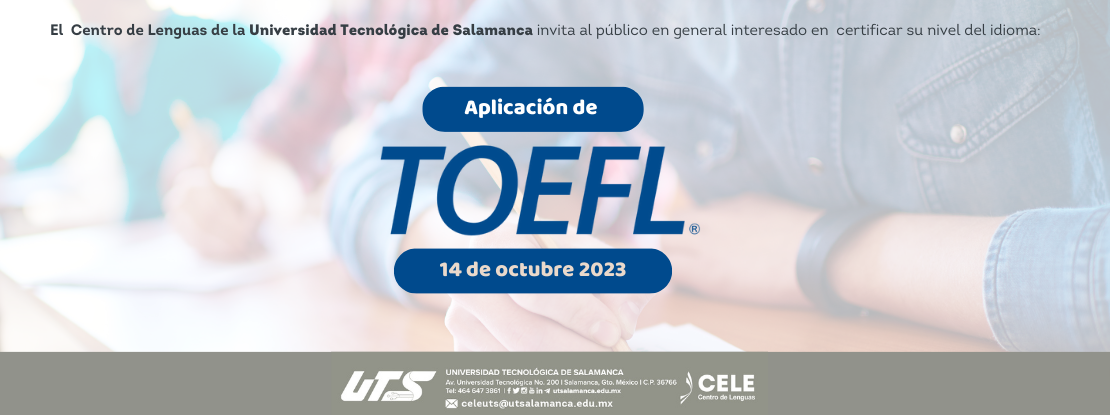 El Centro de Lenguas de la Universidad Tecnológica de Salamanca invita al público en general interesado en certificar su nivel del idioma:
Aplicación de
TOEFL®
14 de octubre 2023
UTS
UNIVERSIDAD TECNOLÓGICA DE SALAMANCA
Av. Universidad Tecnológica No. 200 | Salamanca, Gto. México | C.P. 36766
Tel: 464 647 3861 | utsalamanca.edu.mx
celeuts@utsalamanca.edu.mx
CELE
Centro de Lenguas